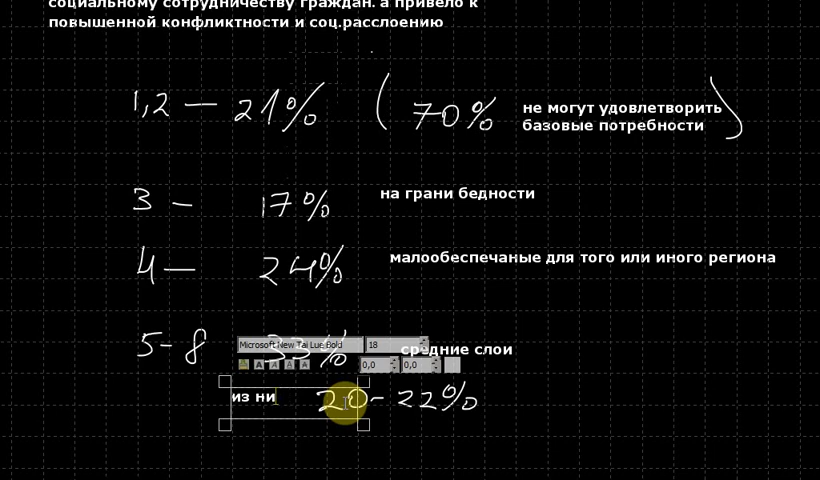 социальному сотрудничеству граждан. а привело к
повышенной конфликтности и соц.расслоению
1,2 — 21% ( 70% не могут удовлетворить
базовые потребности )
3 – 17% на грани бедности
4 — 24% малообеспечаные для того или иного региона
Microsoft New Tai Lue Bold 18
5-8 33% средние слои
A A A A 0,0 0,0
из ни 20-22%